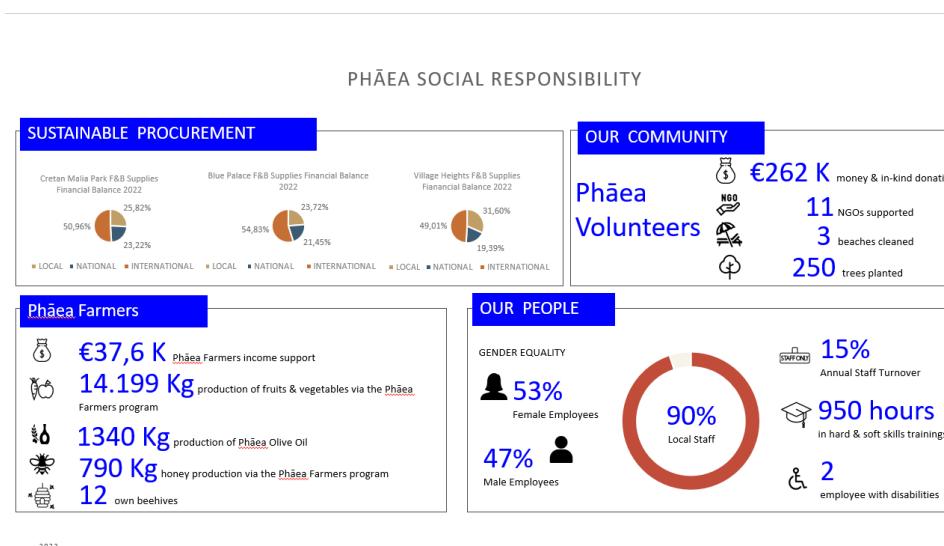 PHĀEA SOCIAL RESPONSIBILITY
SUSTAINABLE PROCUREMENT
Cretan Malia Park F&B Supplies
Financial Balance 2022
25,82%
50,96%
23,22%
LOCAL NATIONAL INTERNATIONAL
Blue Palace F&B Supplies Financial Balance
2022
23,72%
54,83%
21,45%
LOCAL NATIONAL INTERNATIONAL
Village Heights F&B Supplies
Fianancial Balance 2022
31,60%
49,01%
19,39%
LOCAL NATIONAL INTERNATIONAL
OUR COMMUNITY
Phāea
Volunteers
€262 K money & in-kind donati
NGO
11 NGOs supported
3 beaches cleaned
250 trees planted
Phāea Farmers
€37,6 K Phāea Farmers income support
14.199 Kg production of fruits & vegetables via the Phāea
Farmers program
1340 Kg production of Phāea Olive Oil
790 Kg honey production via the Phāea Farmers program
12 own beehives
OUR PEOPLE
GENDER EQUALITY
53%
Female Employees
47%
Male Employees
90%
Local Staff
STAFF ONLY
15%
Annual Staff Turnover
950 hours
in hard & soft skills trainings
2
employee with disabilities